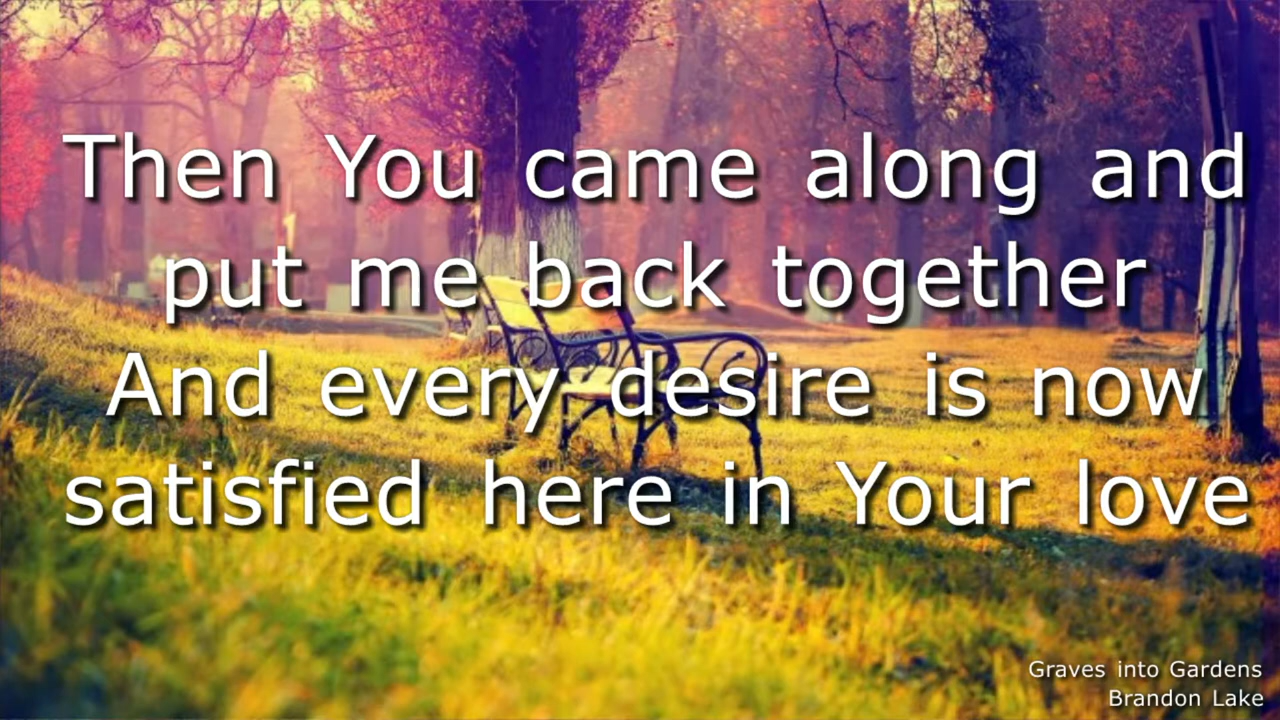 Then You came along and
put me back together
And every desire is now
satisfied here in Your love
Graves into Gardens
Brandon Lake